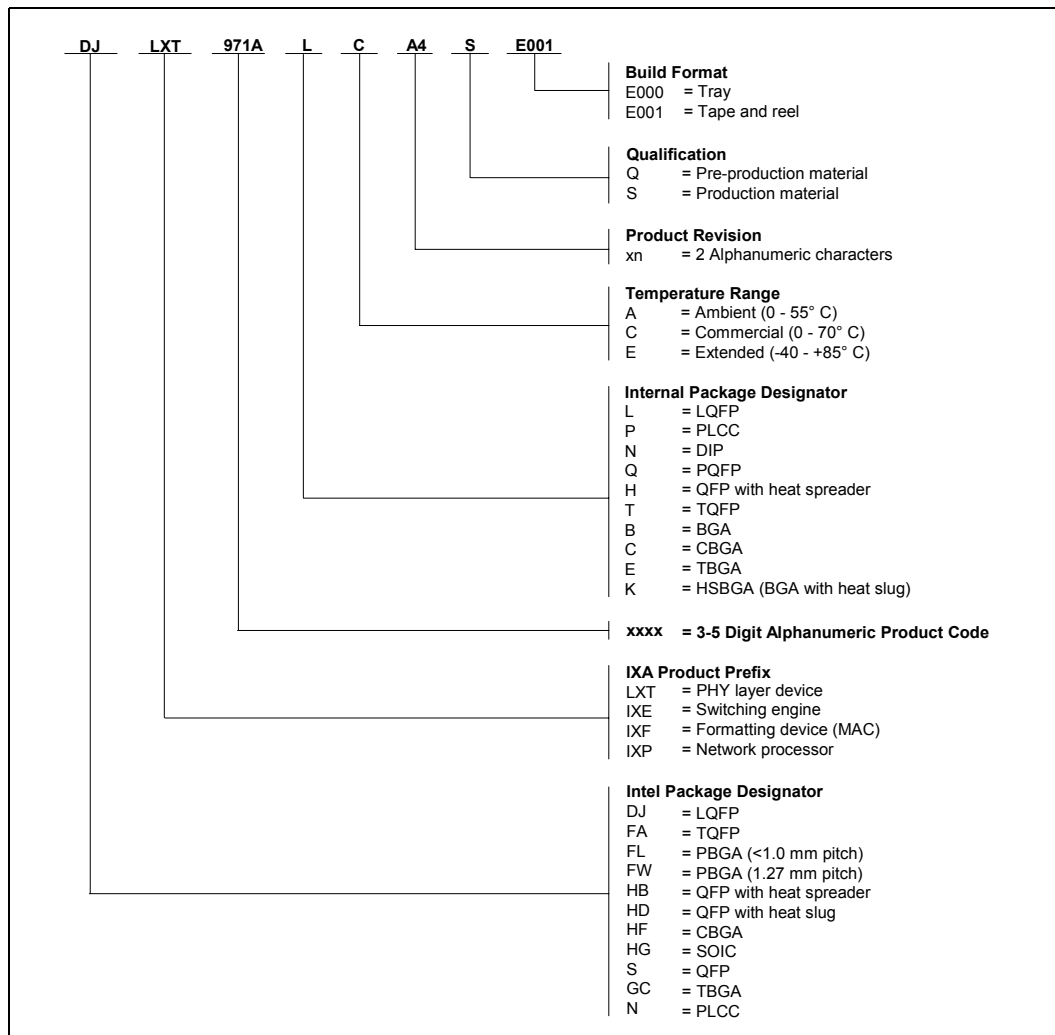 DJ LXT 971A L C A4 S E001
Build Format
E000 = Tray
E001 = Tape and reel
Qualification
Q = Pre-production material
S = Production material
Product Revision
xn = 2 Alphanumeric characters
Temperature Range
A = Ambient (0 - 55° C)
C = Commercial (0 - 70° C)
E = Extended (-40 - +85° C)
Internal Package Designator
L = LQFP
P = PLCC
N = DIP
Q = PQFP
H = QFP with heat spreader
T = TQFP
B = BGA
C = CBGA
E = TBGA
K = HSBGA (BGA with heat slug)
xxxx = 3-5 Digit Alphanumeric Product Code
IXA Product Prefix
LXT = PHY layer device
IXE = Switching engine
IXF = Formatting device (MAC)
IXP = Network processor
Intel Package Designator
DJ = LQFP
FA = TQFP
FL = PBGA (<1.0 mm pitch)
FW = PBGA (1.27 mm pitch)
HB = QFP with heat spreader
HD = QFP with heat slug
HF = CBGA
HG = SOIC
S = QFP
GC = TBGA
N = PLCC